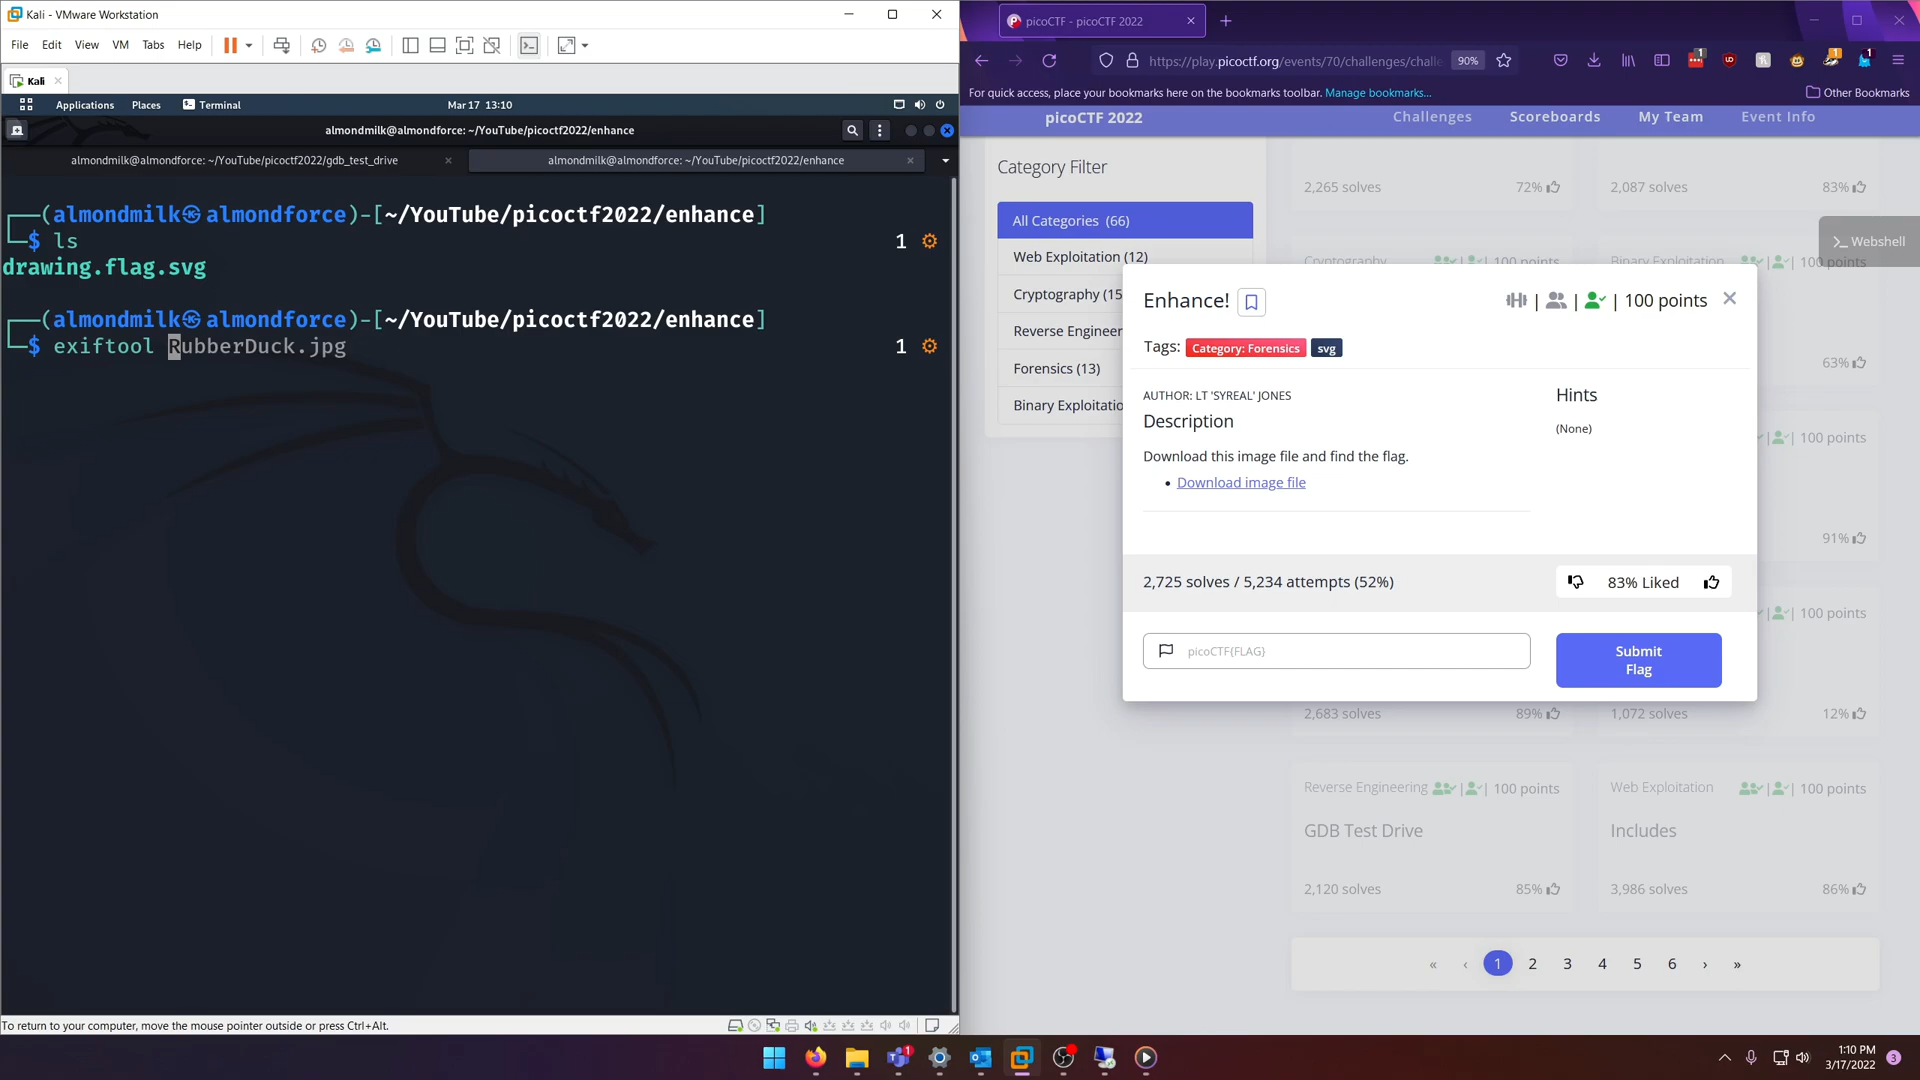 Kali - VMware Workstation
File Edit View VM Tabs Help
Kali
Applications Places Terminal Mar 17 13:10
almondmilk@almondforce: ~/YouTube/picoctf2022/enhance
almondmilk@almondforce: ~/YouTube/picoctf2022/gdb_test_drive
almondmilk@almondforce: ~/YouTube/picoctf2022/enhance
(almondmilk㉿almondforce)-[~/YouTube/picoctf2022/enhance]
$ ls 1
drawing.flag.svg
(almondmilk㉿almondforce)-[~/YouTube/picoctf2022/enhance]
$ exiftool RubberDuck.jpg 1
To return to your computer, move the mouse pointer outside or press Ctrl+Alt.
picoCTF - picoCTF 2022
https://play.picoctf.org/events/70/challenges/challe
90%
For quick access, place your bookmarks here on the bookmarks toolbar. Manage bookmarks...
Other Bookmarks
picoCTF 2022 Challenges Scoreboards My Team Event Info
Category Filter
All Categories (66)
Web Exploitation (12)
Cryptography (15
Reverse Engineer
Forensics (13)
Binary Exploitatio
2,265 solves 72%
2,087 solves 83%
Webshell
Cryptography 100 points
Binary Exploitation 100 points
63%
100 points
91%
100 points
Enhance! 100 points
Tags: Category: Forensics svg
AUTHOR: LT 'SYREAL' JONES
Description
Download this image file and find the flag.
Download image file
Hints
(None)
2,725 solves / 5,234 attempts (52%)
83% Liked
picoCTF{FLAG}
Submit
Flag
2,683 solves 89%
1,072 solves 12%
Reverse Engineering 100 points
GDB Test Drive
2,120 solves 85%
Web Exploitation 100 points
Includes
3,986 solves 86%
« ‹ 1 2 3 4 5 6 › »
1:10 PM
3/17/2022
3